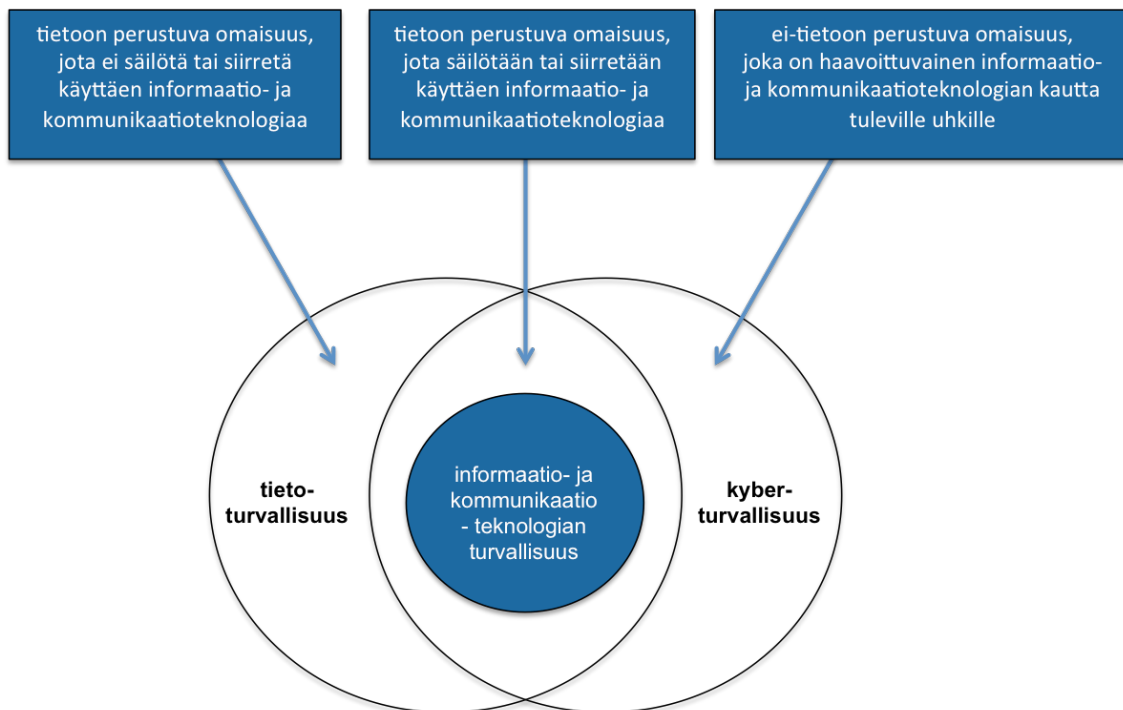 tietoon perustuva omaisuus,
jota ei säilötä tai siirretä
käyttäen informaatio- ja
kommunikaatioteknologiaa
tietoon perustuva omaisuus,
jota säilötään tai siirretään
käyttäen informaatio- ja
kommunikaatioteknologiaa
ei-tietoon perustuva omaisuus,
joka on haavoittuvainen informaatio-
ja kommunikaatioteknologian kautta
tuleville uhkille
tieto-
turvallisuus
informaatio- ja
kommunikaatio
- teknologian
turvallisuus
kyber-
turvallisuus